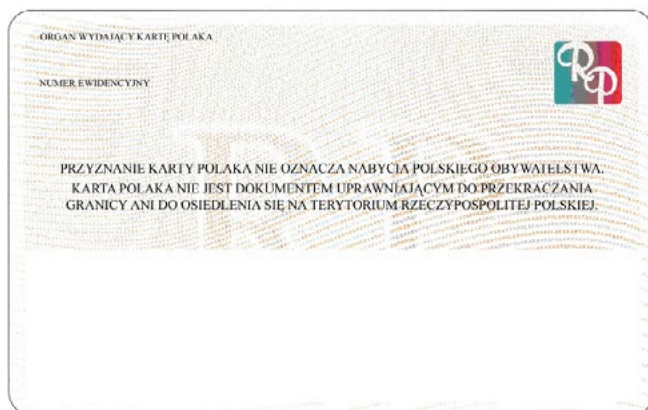 ORGAN WYDAJĄCY KARTĘ POLAKA
RP
NUMER EWIDENCYJNY
PRZYZNANIE KARTY POLAKA NIE OZNACZA NABYCIA POLSKIEGO OBYWATELSTWA.
KARTA POLAKA NIE JEST DOKUMENTEM UPRAWNIAJĄCYM DO PRZEKRACZANIA
GRANICY ANI DO OSIEDLENIA SIĘ NA TERYTORIUM RZECZYPOSPOLITEJ POLSKIEJ.